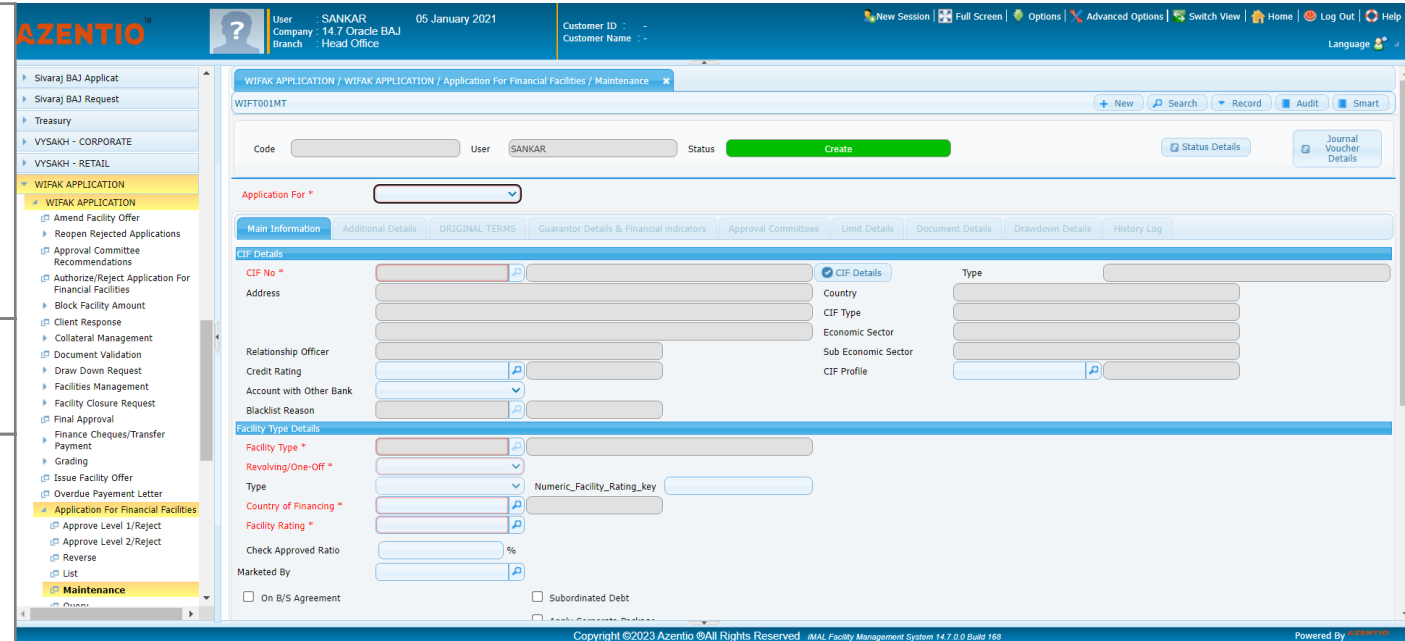 AZENTIO
?
User : SANKAR 05 January 2021
Company : 14.7 Oracle BAJ
Branch : Head Office
Customer ID : -
Customer Name : -
New Session | Full Screen | Options | Advanced Options | Switch View | Home | Log Out | Help
Language
Sivaraj BAJ Applicat
Sivaraj BAJ Request
Treasury
VYSAKH - CORPORATE
VYSAKH - RETAIL
WIFAK APPLICATION
WIFAK APPLICATION
Amend Facility Offer
Reopen Rejected Applications
Approval Committee
Recommendations
Authorize/Reject Application For
Financial Facilities
Block Facility Amount
Client Response
Collateral Management
Document Validation
Draw Down Request
Facilities Management
Facility Closure Request
Final Approval
Finance Cheques/Transfer
Payment
Grading
Issue Facility Offer
Overdue Payement Letter
Application For Financial Facilities
Approve Level 1/Reject
Approve Level 2/Reject
Reverse
List
Maintenance
Query
WIFAK APPLICATION / WIFAK APPLICATION / Application For Financial Facilities / Maintenance
WIFT001MT
New Search Record Audit Smart
Code User SANKAR Status Create Status Details
Journal
Voucher
Details
Application For *
Main Information Additional Details ORIGINAL TERMS Guarantor Details & Financial indicators Approval Committees Limit Details Document Details Drawdown Details History Log
CIF Details
CIF No * CIF Details Type
Address Country
CIF Type
Economic Sector
Relationship Officer Sub Economic Sector
Credit Rating CIF Profile
Account with Other Bank
Blacklist Reason
Facility Type Details
Facility Type *
Revolving/One-Off *
Type Numeric_Facility_Rating_key
Country of Financing *
Facility Rating *
Check Approved Ratio %
Marketed By
On B/S Agreement Subordinated Debt
Apply Corporate Package
Copyright ©2023 Azentio ®All Rights Reserved iMAL Facility Management System 14.7.0.0 Build 168
Powered By AZENTIO